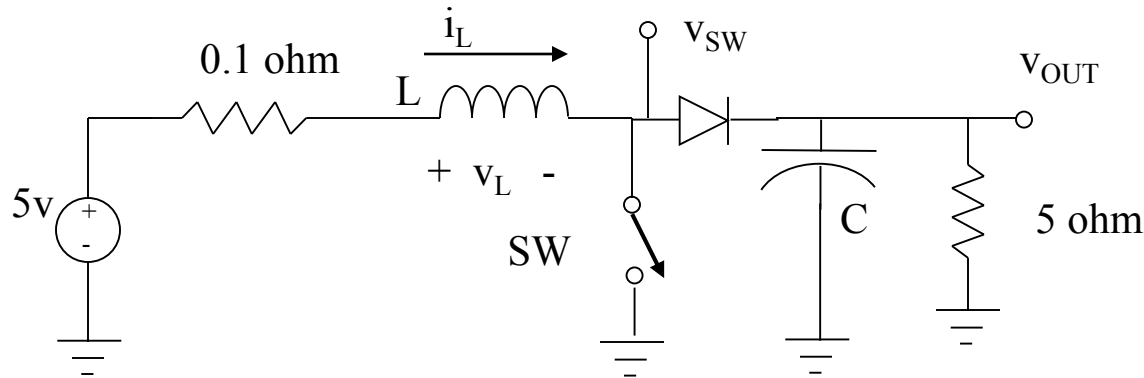 i_L
v_SW
0.1 ohm
v_OUT
L
+ v_L -
5v
+
-
SW
C
5 ohm